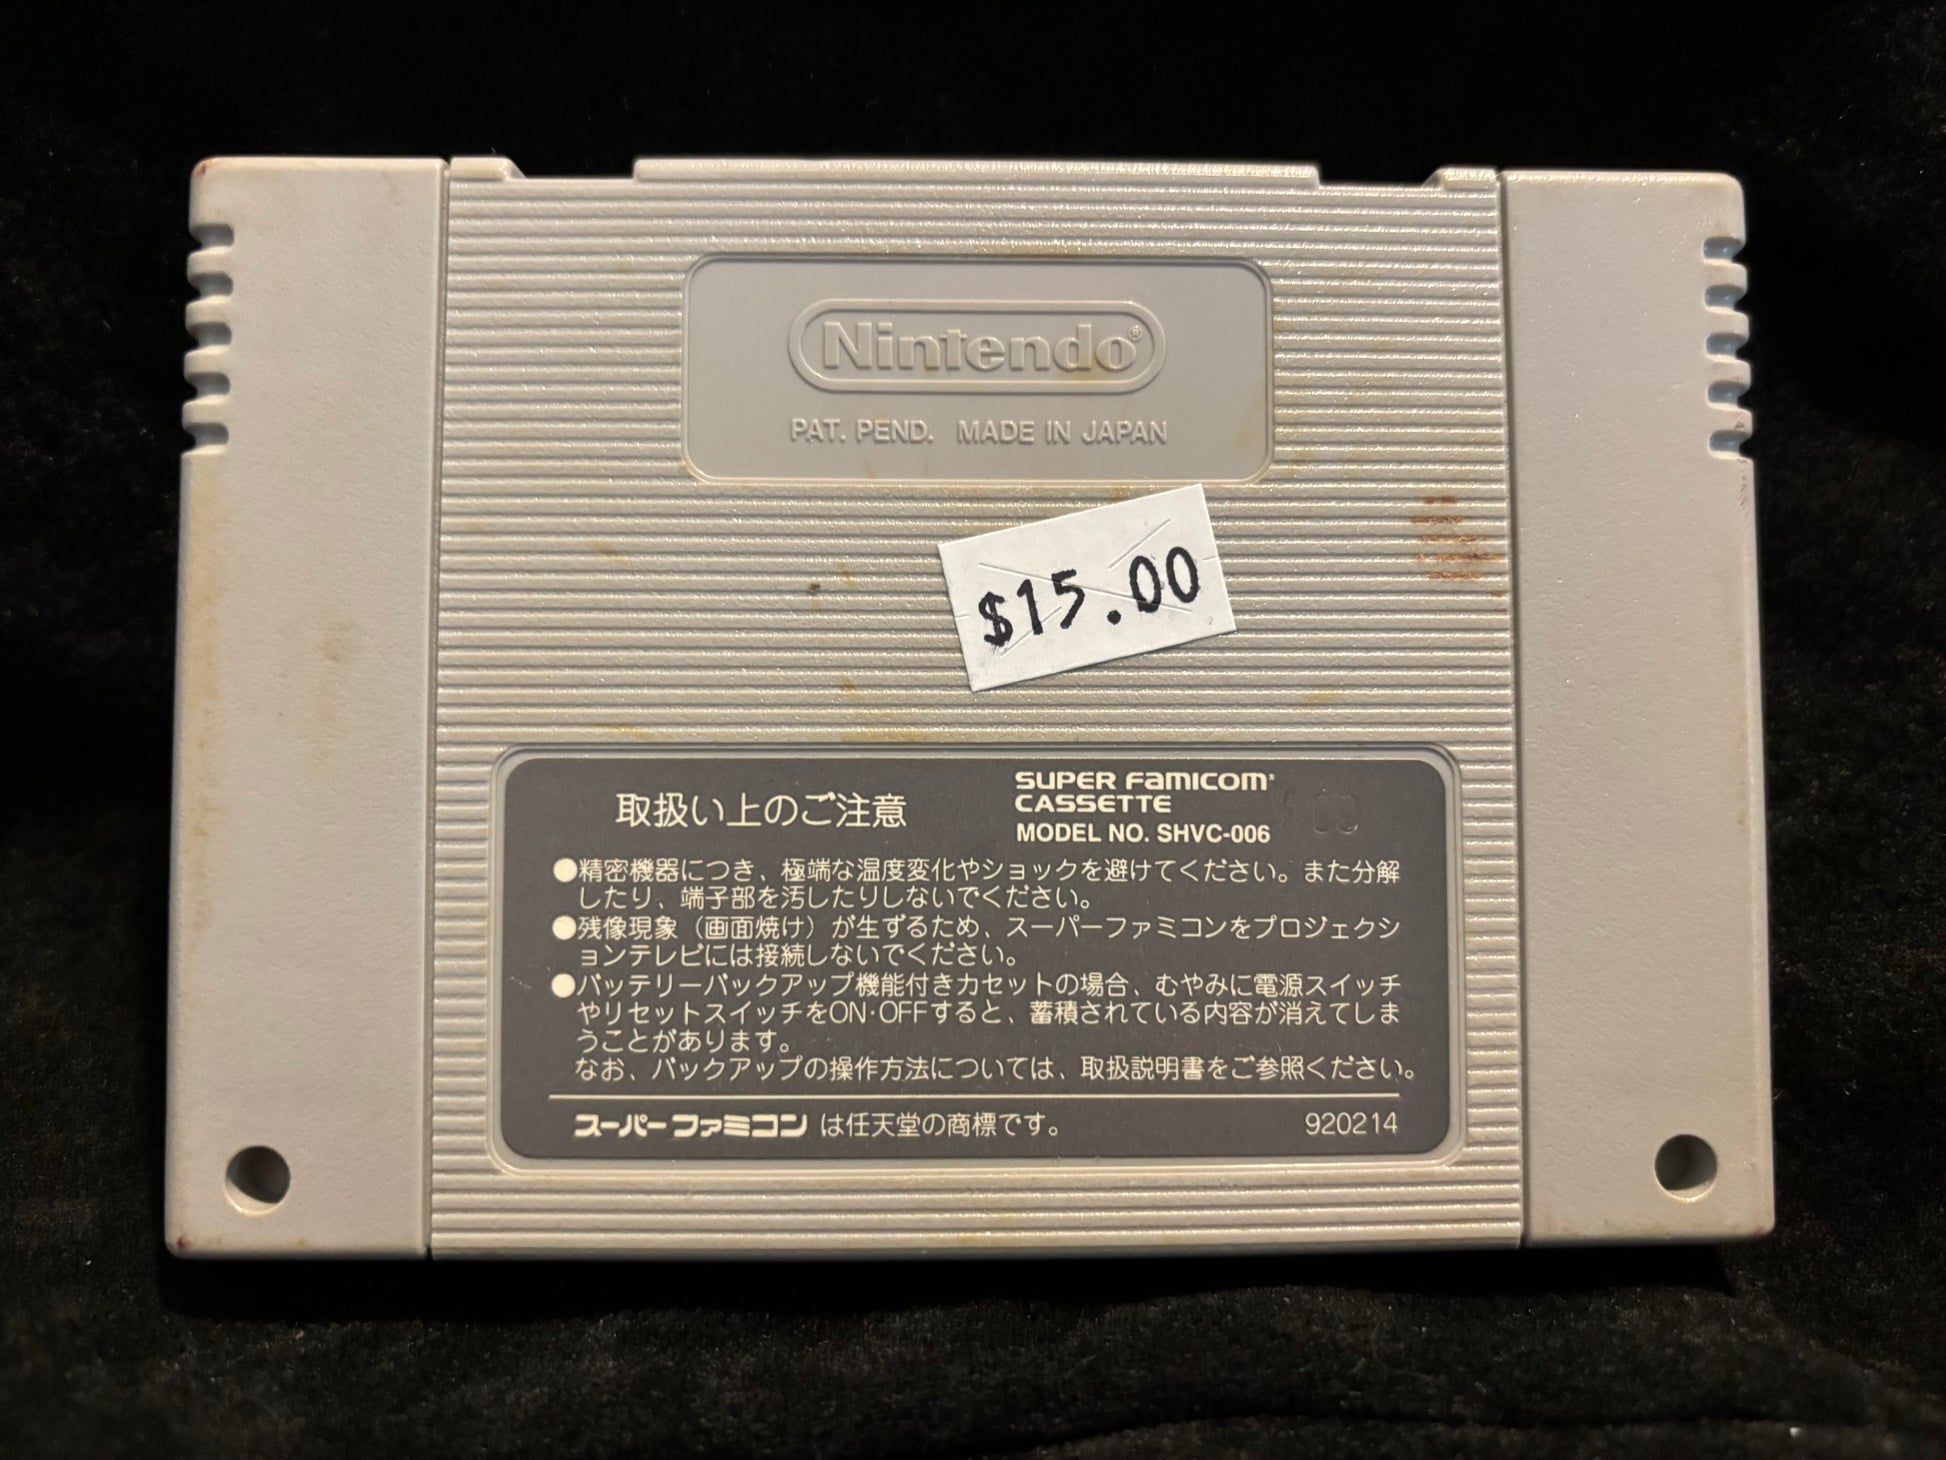 Nintendo®
PAT. PEND. MADE IN JAPAN
$15.00
取扱い上のご注意
SUPER FAMICOM
CASSETTE
MODEL NO. SHVC-006
●精密機器につき、極端な温度変化やショックを避けてください。また分解
したり、端子部を汚したりしないでください。
●残像現象(画面焼け)が生ずるため、スーパーファミコンをプロジェクシ
ョンテレビには接続しないでください。
●バッテリーバックアップ機能付きカセットの場合、むやみに電源スイッチ
やリセットスイッチをON·OFFすると、蓄積されている内容が消えてしま
うことがあります。
なお、バックアップの操作方法については、取扱説明書をご参照ください。
スーパーファミコンは任天堂の商標です。 920214